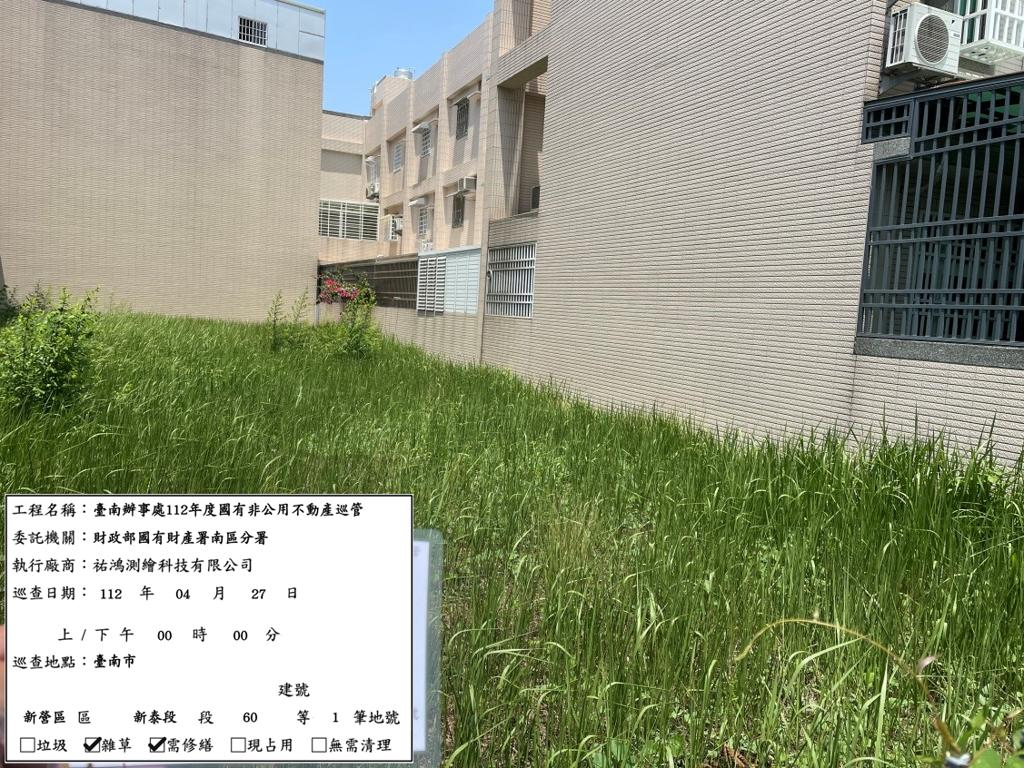 工程名稱：臺南辦事處112年度國有非公用不動產巡管
委託機關：財政部國有財產署南區分署
執行廠商：祐鴻測繪科技有限公司
巡查日期： 112 年 04 月 27 日
上 / 下 午 00 時 00 分
巡查地點：臺南市
建號
新營區 區 新泰段 段 60 等 1 筆地號
□垃圾 ☑雜草 ☑需修繕 □現占用 □無需清理